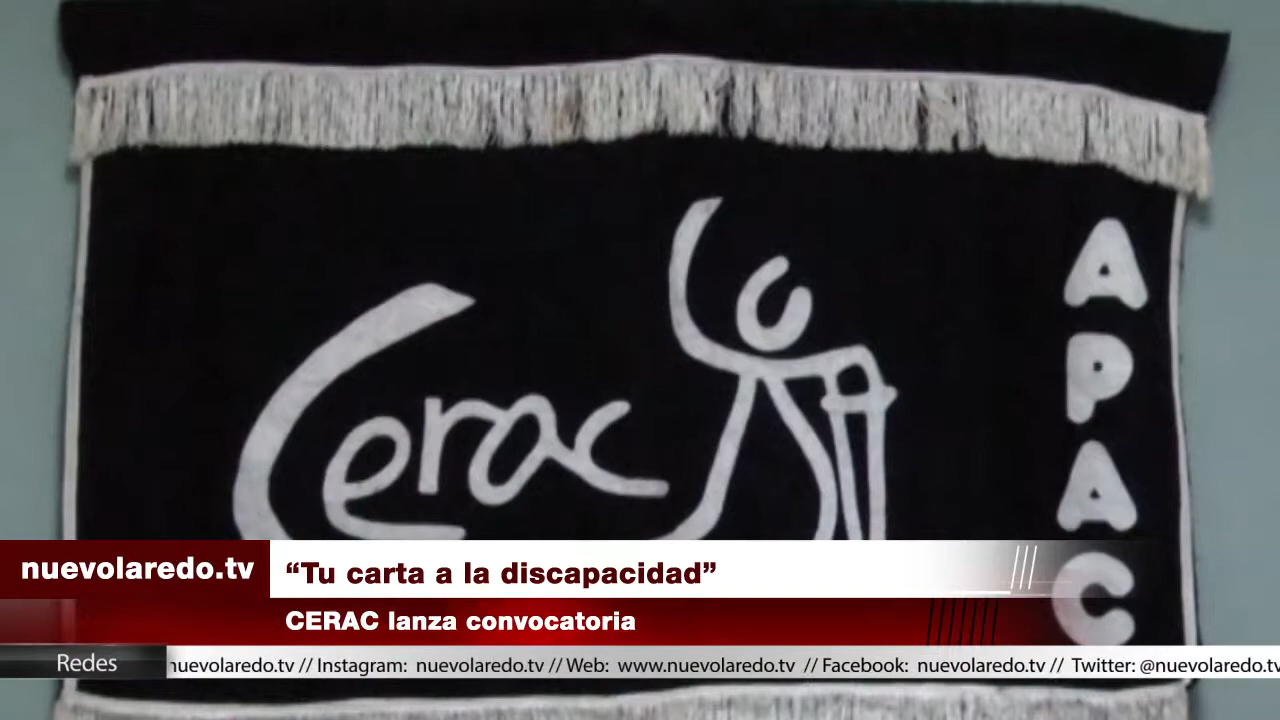 Cerac
APAC
nuevolaredo.tv
“Tu carta a la discapacidad”
CERAC lanza convocatoria
Redes
nuevolaredo.tv // Instagram: nuevolaredo.tv // Web: www.nuevolaredo.tv // Facebook: nuevolaredo.tv // Twitter: @nuevolaredo.tv